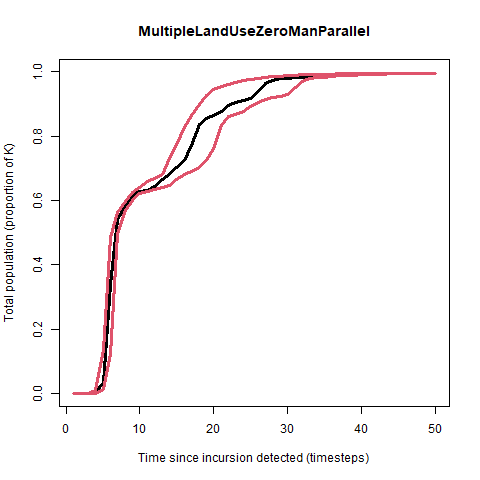 MultipleLandUseZeroManParallel
Total population (proportion of K)
1.0
0.8
0.6
0.4
0.2
0.0
0 10 20 30 40 50
Time since incursion detected (timesteps)